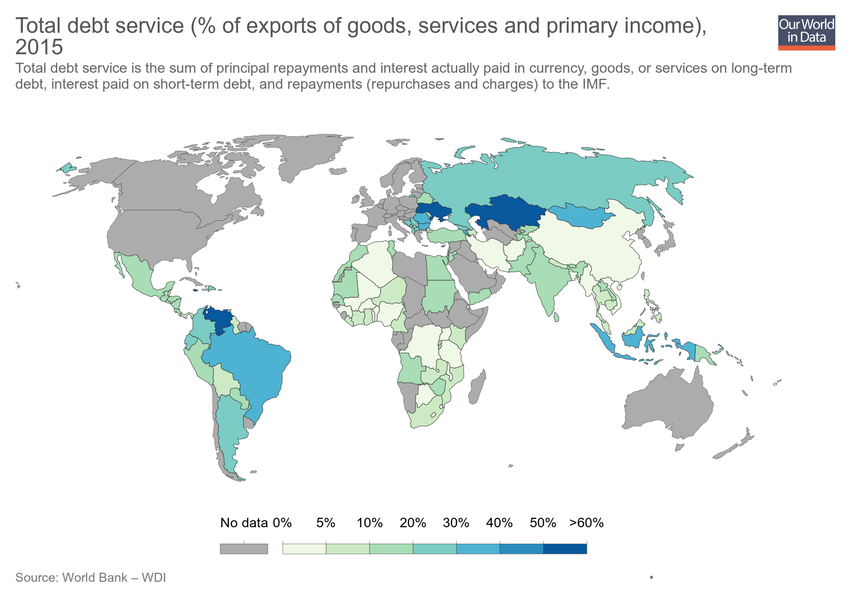 Total debt service (% of exports of goods, services and primary income),
2015
Our World
in Data
Total debt service is the sum of principal repayments and interest actually paid in currency, goods, or services on long-term
debt, interest paid on short-term debt, and repayments (repurchases and charges) to the IMF.
No data 0% 5% 10% 20% 30% 40% 50% >60%
Source: World Bank – WDI